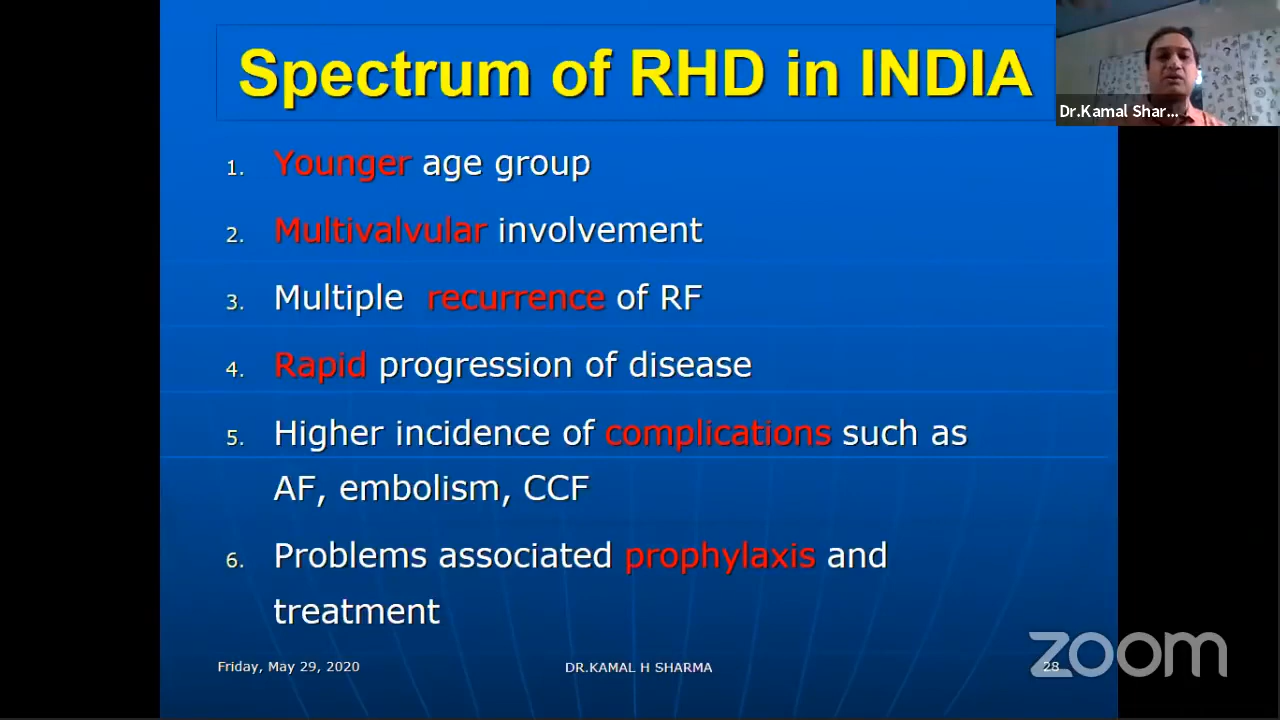 Spectrum of RHD in INDIA
Dr.Kamal Shar...
1. Younger age group
2. Multivalvular involvement
3. Multiple recurrence of RF
4. Rapid progression of disease
5. Higher incidence of complications such as
AF, embolism, CCF
6. Problems associated prophylaxis and
treatment
Friday, May 29, 2020
DR.KAMAL H SHARMA
28
zoom